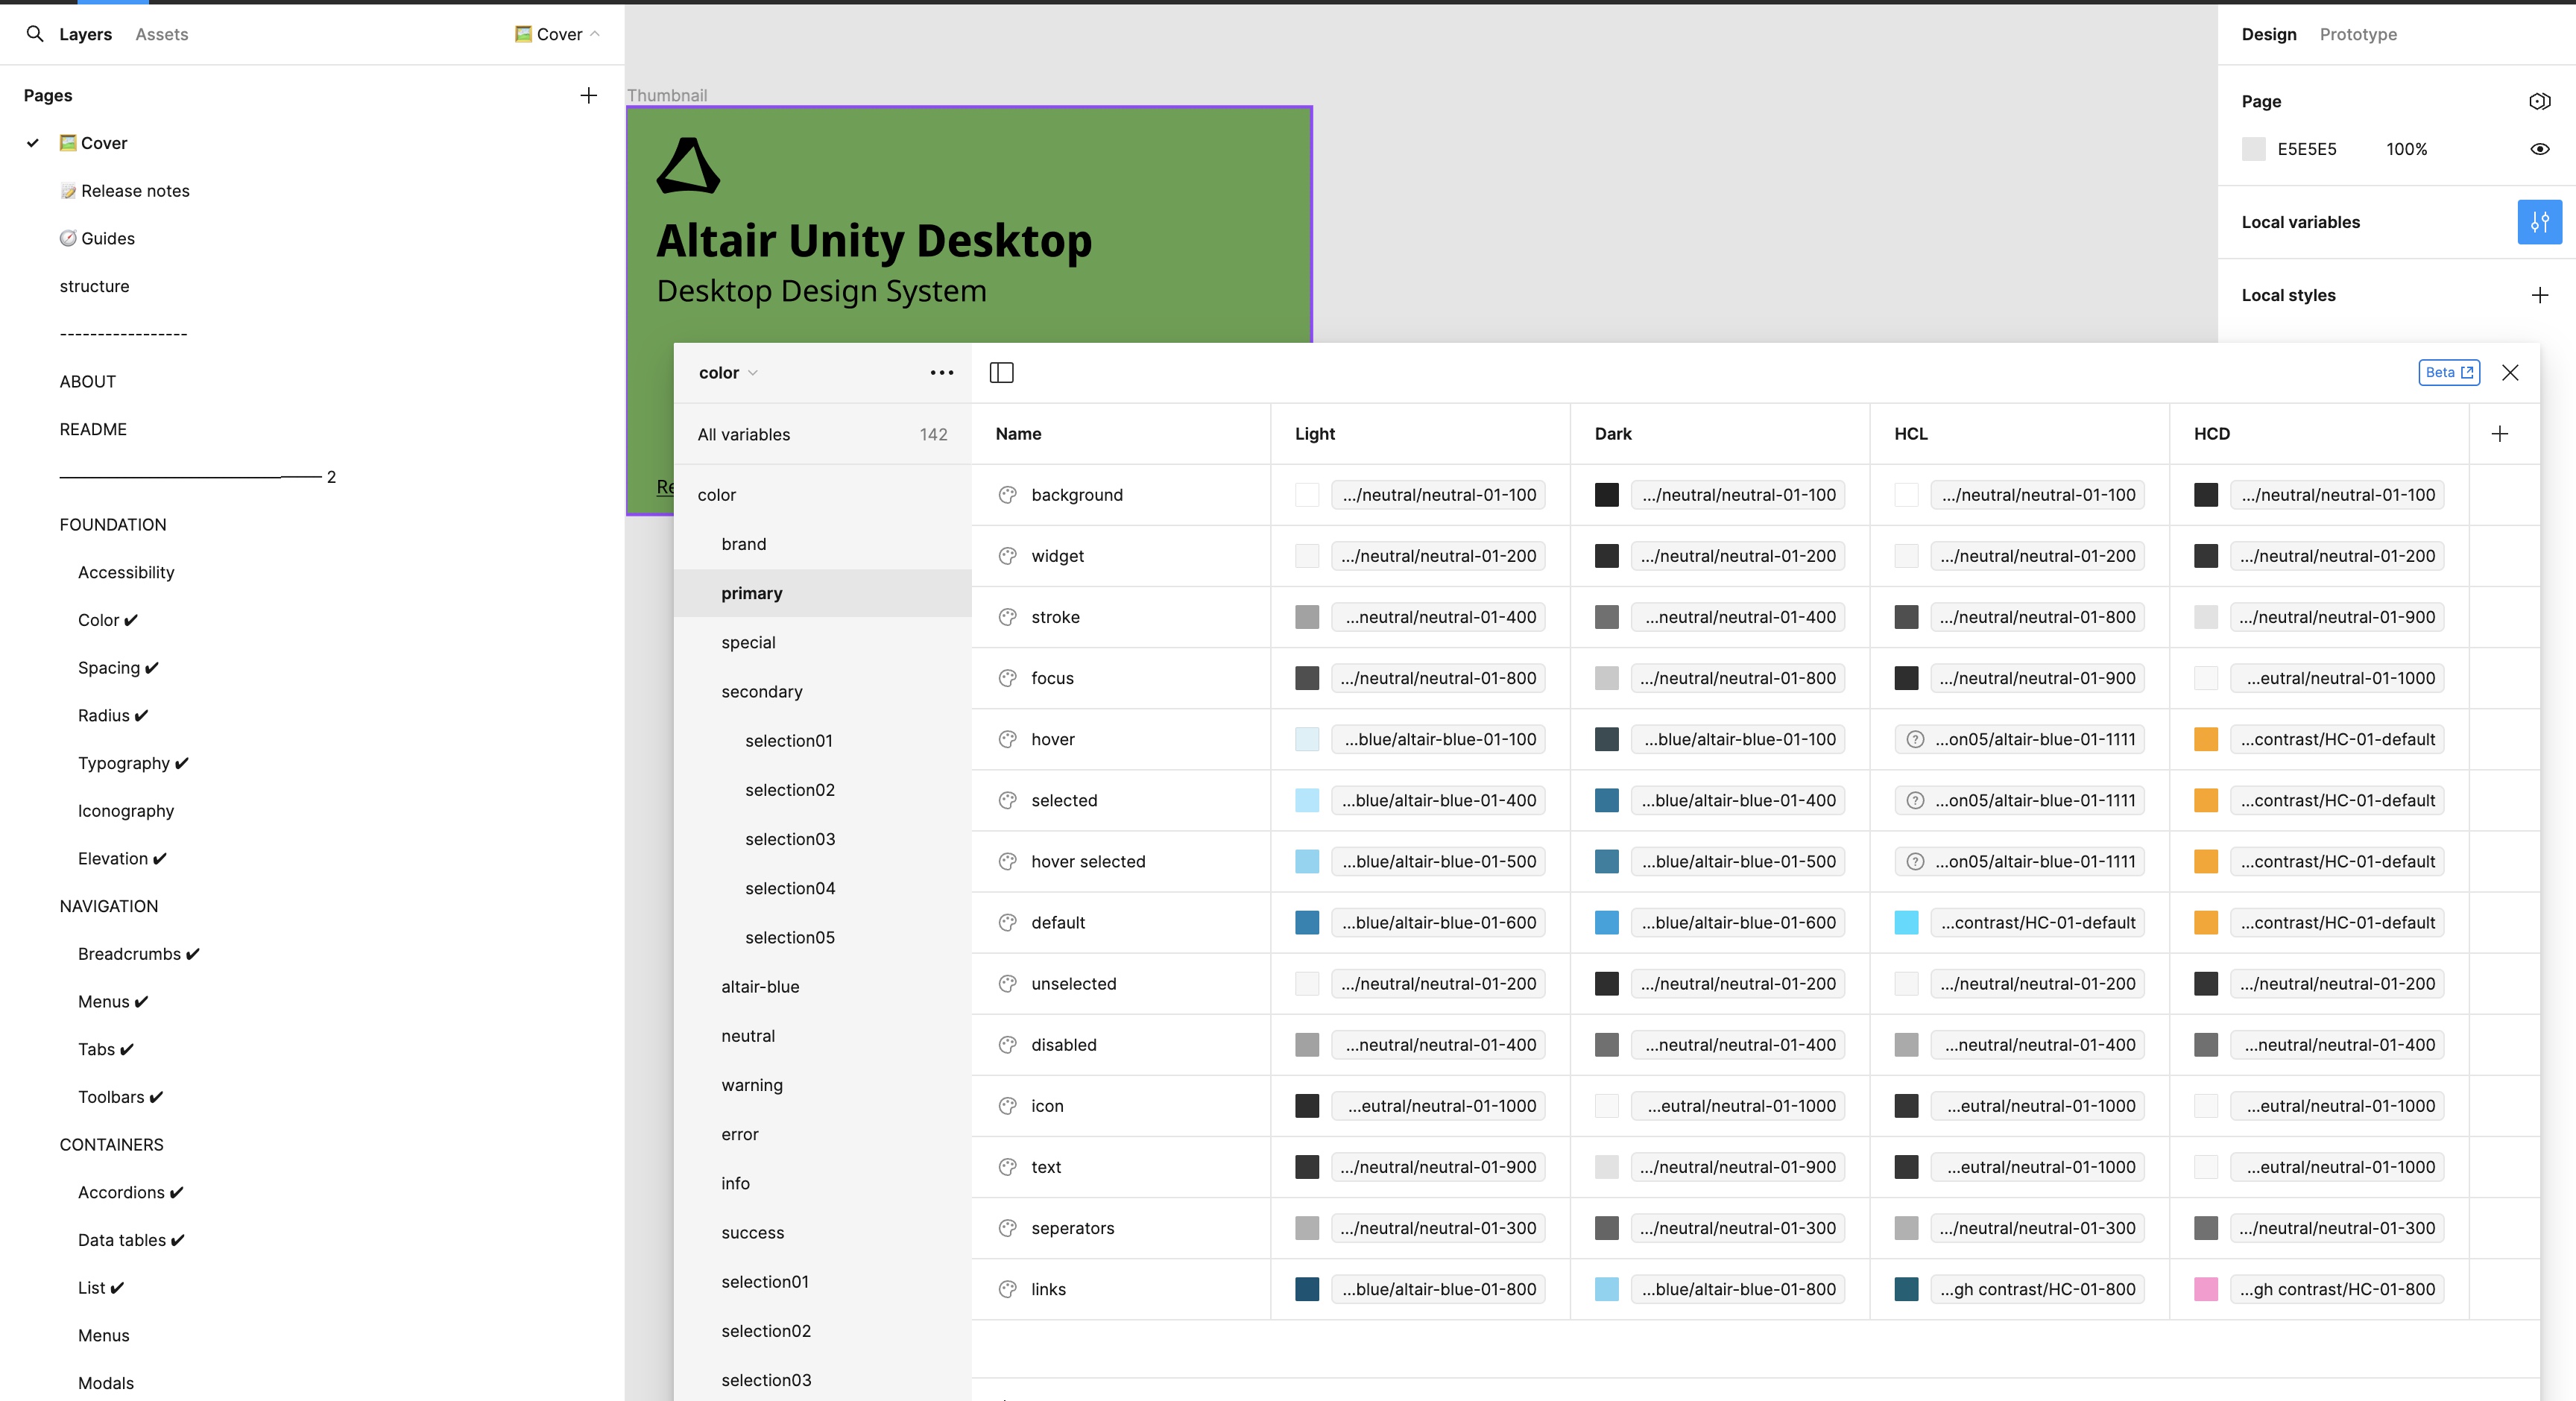 Layers Assets Cover
Pages
Cover
Release notes
Guides
structure
-----------------
ABOUT
README
2
FOUNDATION
Accessibility
Color ✔
Spacing ✔
Radius ✔
Typography ✔
Iconography
Elevation ✔
NAVIGATION
Breadcrumbs ✔
Menus ✔
Tabs ✔
Toolbars ✔
CONTAINERS
Accordions ✔
Data tables ✔
List ✔
Menus
Modals
Thumbnail
Altair Unity Desktop
Desktop Design System
Re
color
All variables 142
color
brand
primary
special
secondary
selection01
selection02
selection03
selection04
selection05
altair-blue
neutral
warning
error
info
success
selection01
selection02
selection03
Beta
Name Light Dark HCL HCD
background .../neutral/neutral-01-100 .../neutral/neutral-01-100 .../neutral/neutral-01-100 .../neutral/neutral-01-100
widget .../neutral/neutral-01-200 .../neutral/neutral-01-200 .../neutral/neutral-01-200 .../neutral/neutral-01-200
stroke ...neutral/neutral-01-400 ...neutral/neutral-01-400 .../neutral/neutral-01-800 .../neutral/neutral-01-900
focus .../neutral/neutral-01-800 .../neutral/neutral-01-800 .../neutral/neutral-01-900 ...eutral/neutral-01-1000
hover ...blue/altair-blue-01-100 ...blue/altair-blue-01-100 ...on05/altair-blue-01-1111 ...contrast/HC-01-default
selected ...blue/altair-blue-01-400 ...blue/altair-blue-01-400 ...on05/altair-blue-01-1111 ...contrast/HC-01-default
hover selected ...blue/altair-blue-01-500 ...blue/altair-blue-01-500 ...on05/altair-blue-01-1111 ...contrast/HC-01-default
default ...blue/altair-blue-01-600 ...blue/altair-blue-01-600 ...contrast/HC-01-default ...contrast/HC-01-default
unselected .../neutral/neutral-01-200 .../neutral/neutral-01-200 .../neutral/neutral-01-200 .../neutral/neutral-01-200
disabled ...neutral/neutral-01-400 ...neutral/neutral-01-400 ...neutral/neutral-01-400 ...neutral/neutral-01-400
icon ...eutral/neutral-01-1000 ...eutral/neutral-01-1000 ...eutral/neutral-01-1000 ...eutral/neutral-01-1000
text .../neutral/neutral-01-900 .../neutral/neutral-01-900 ...eutral/neutral-01-1000 ...eutral/neutral-01-1000
seperators .../neutral/neutral-01-300 .../neutral/neutral-01-300 .../neutral/neutral-01-300 .../neutral/neutral-01-300
links ...blue/altair-blue-01-800 ...blue/altair-blue-01-800 ...gh contrast/HC-01-800 ...gh contrast/HC-01-800
Design Prototype
Page
E5E5E5 100%
Local variables
Local styles